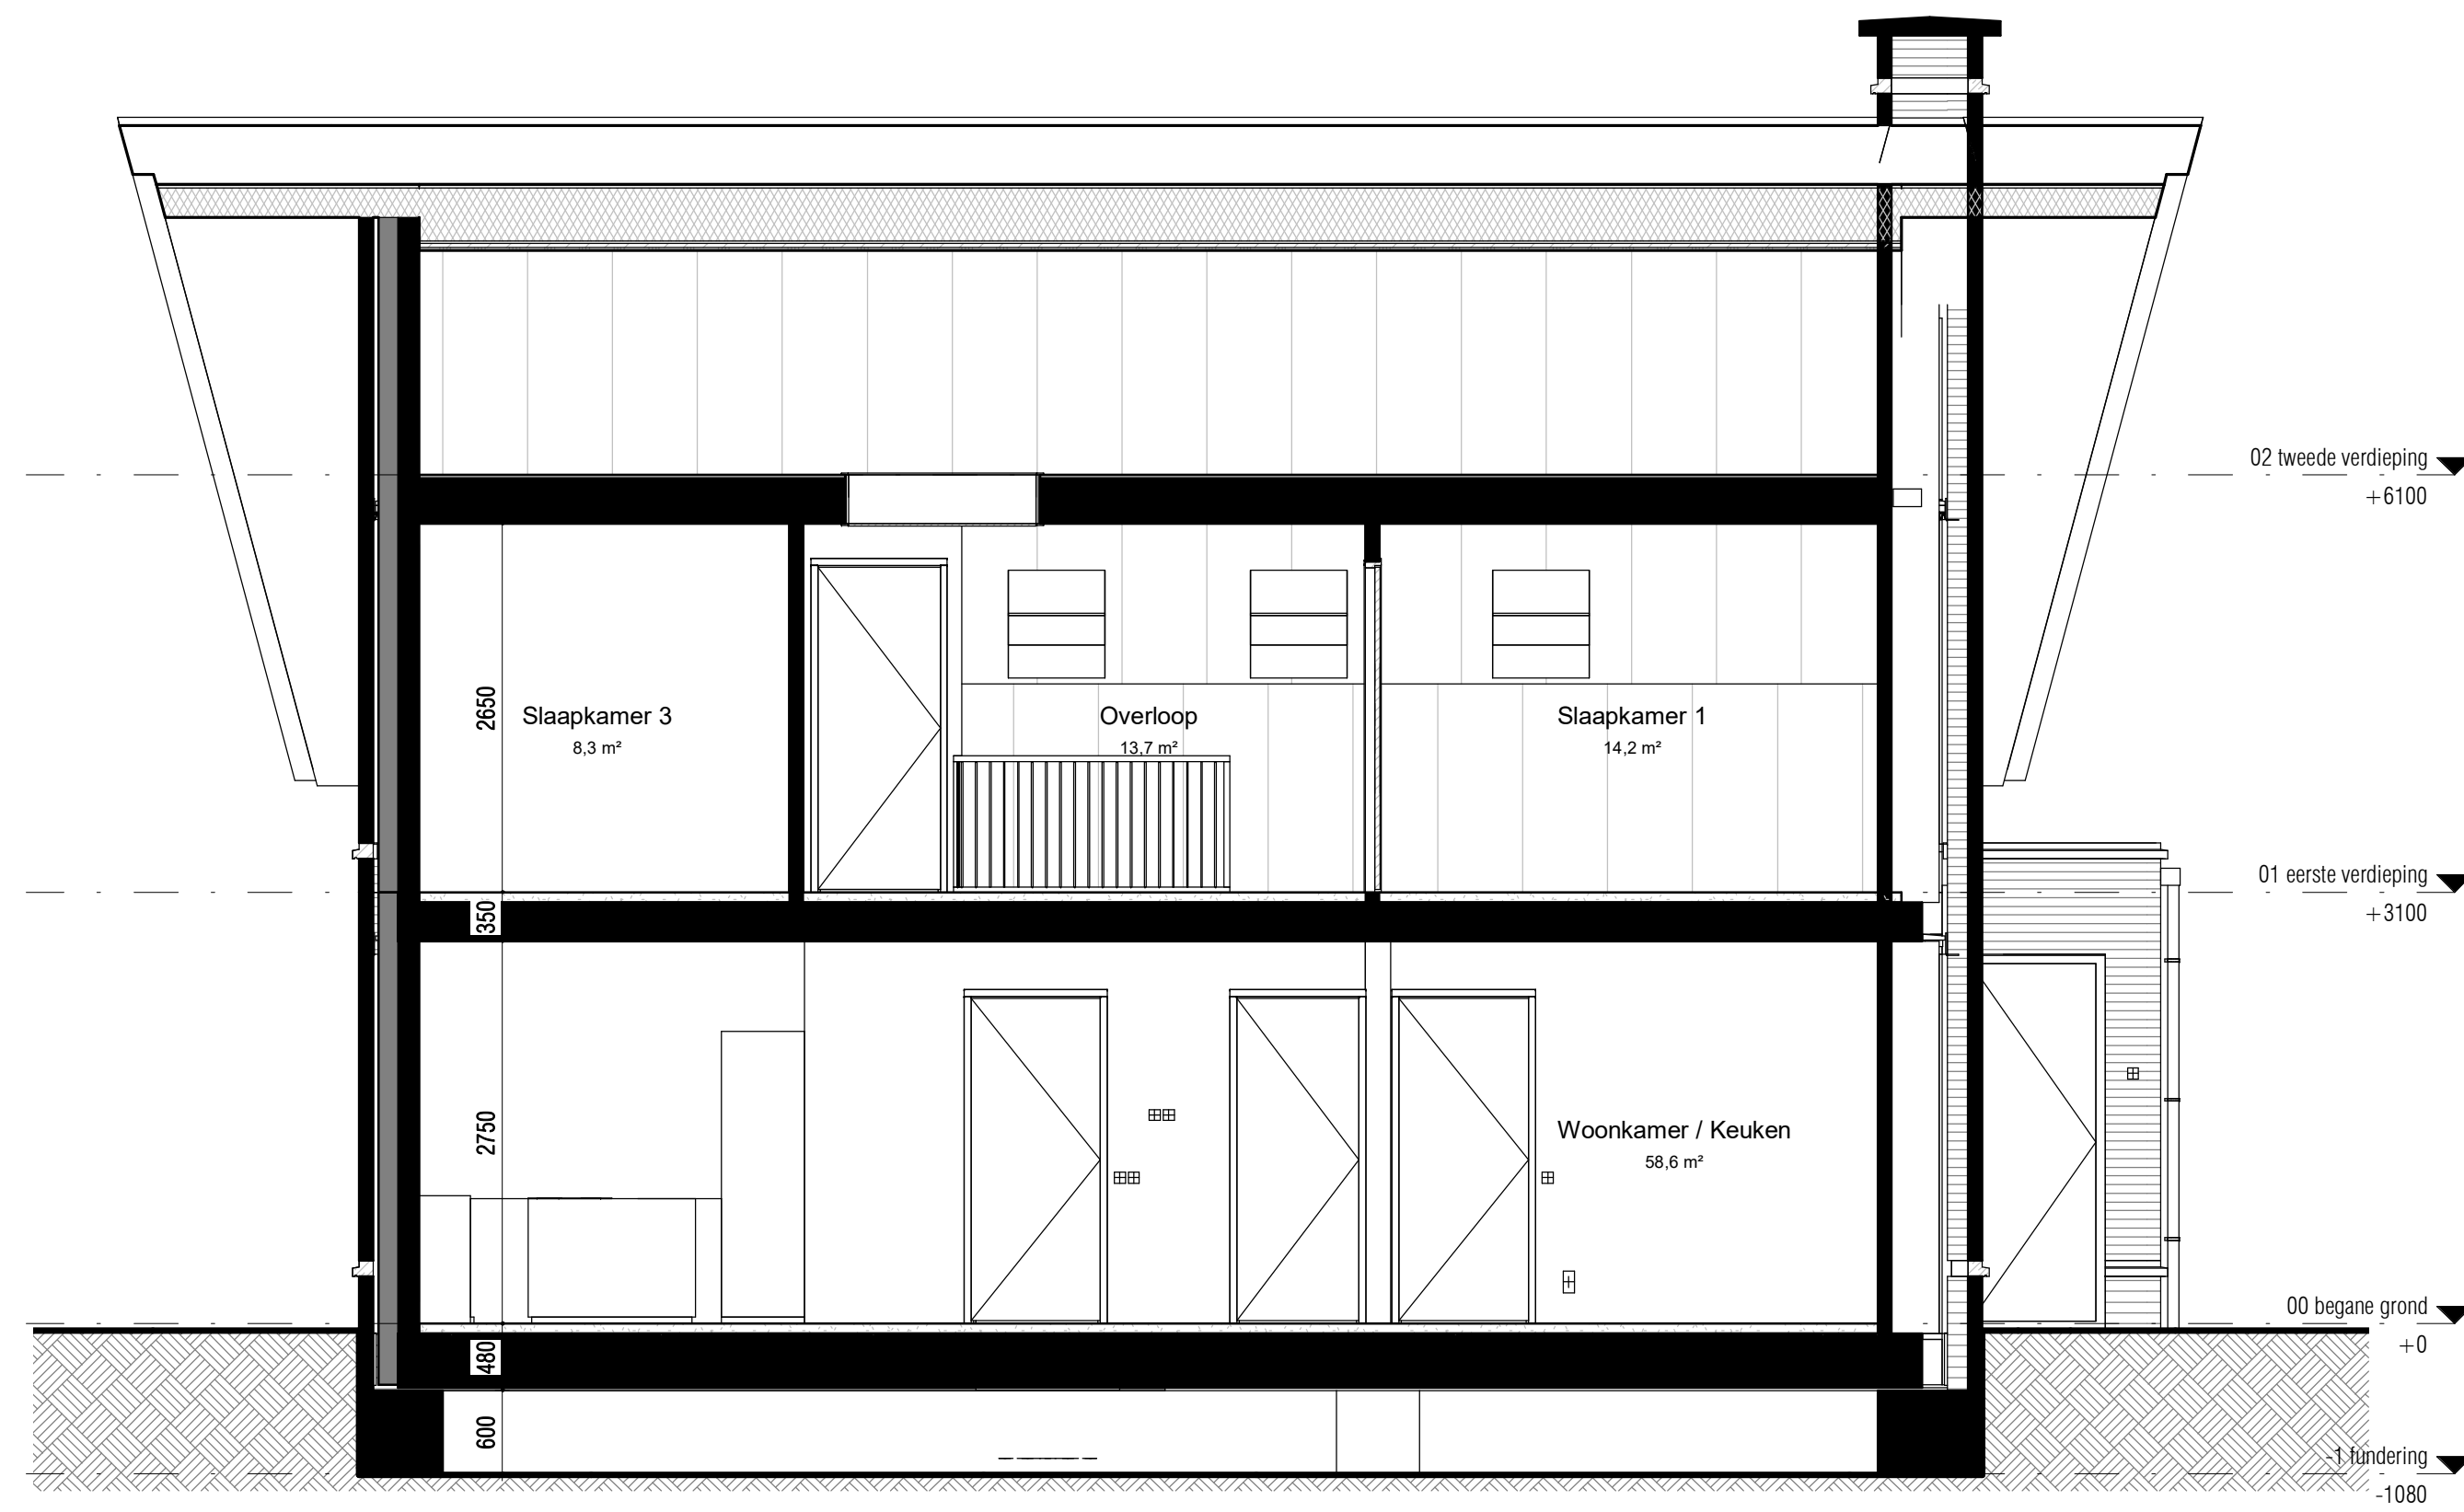 02 tweede verdieping
+6100
2650
Slaapkamer 3
8,3 m²
Overloop
13,7 m²
Slaapkamer 1
14,2 m²
01 eerste verdieping
+3100
350
2750
Woonkamer / Keuken
58,6 m²
00 begane grond
+0
480
600
-1 fundering
-1080